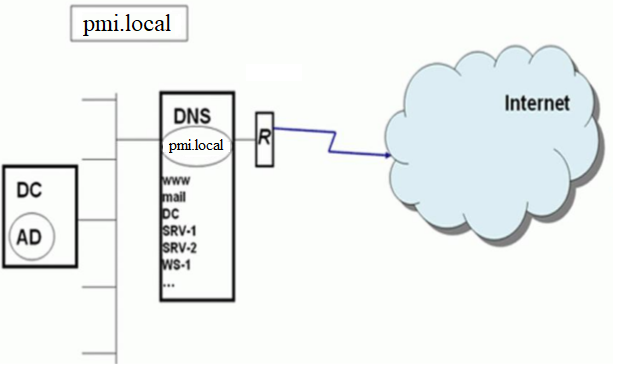 pmi.local
Internet
DNS
pmi.local
R
www
mail
DC
SRV-1
SRV-2
WS-1
...
DC
AD